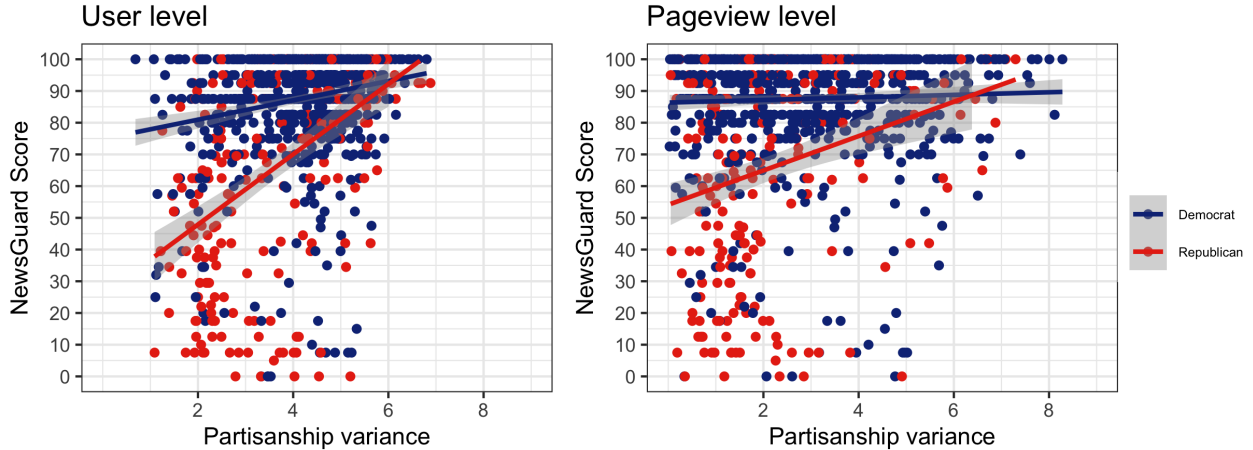 User level
NewsGuard Score
100
90
80
70
60
50
40
30
20
10
0
2 4 6 8
Partisanship variance
Pageview level
NewsGuard Score
100
90
80
70
60
50
40
30
20
10
0
2 4 6 8
Partisanship variance
Democrat
Republican